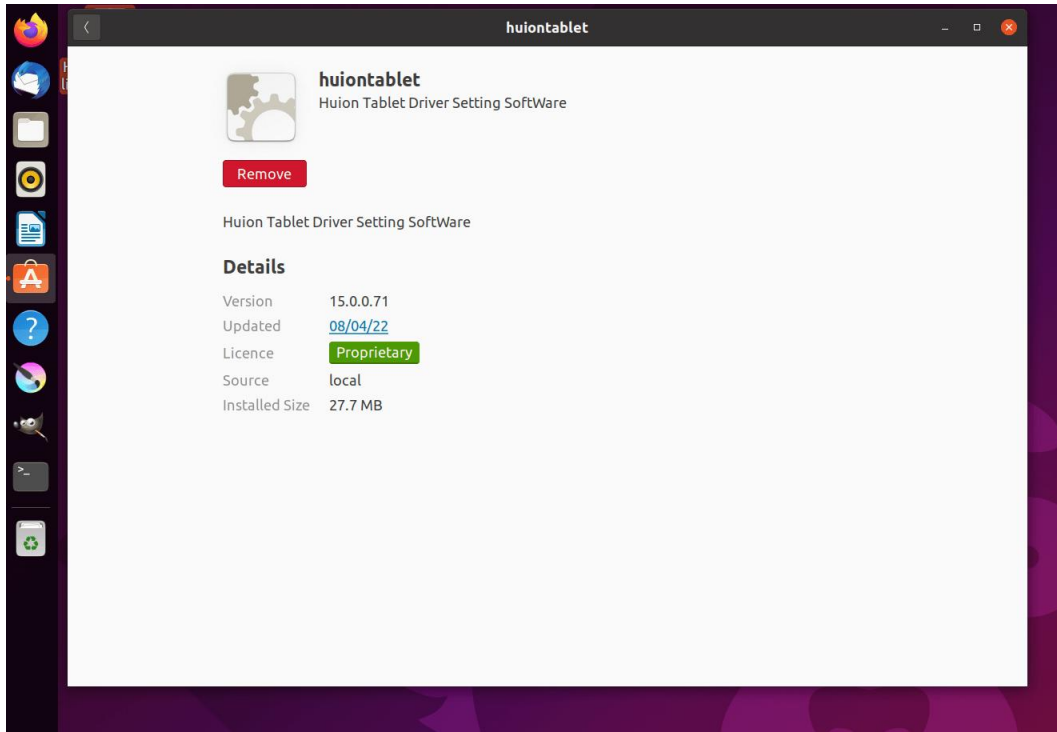 huiontablet
huiontablet
Huion Tablet Driver Setting SoftWare
Remove
Huion Tablet Driver Setting SoftWare
Details
Version 15.0.0.71
Updated 08/04/22
Licence Proprietary
Source local
Installed Size 27.7 MB